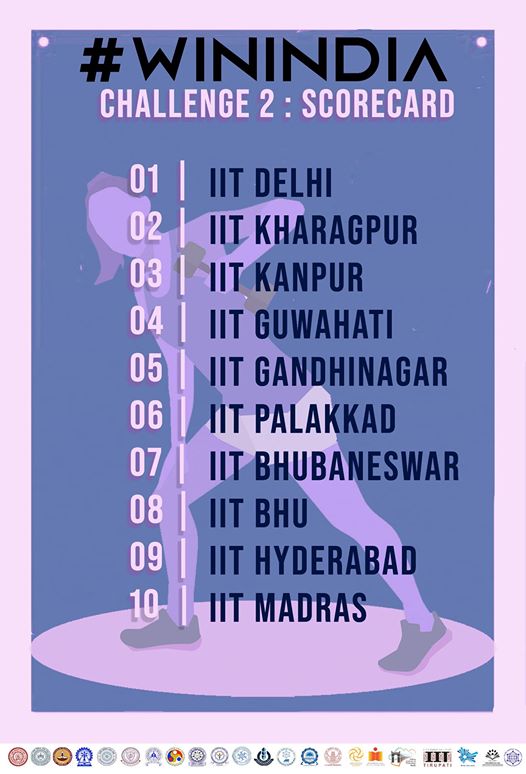 #WININDIA
CHALLENGE 2 : SCORECARD
01 | IIT DELHI
02 | IIT KHARAGPUR
03 | IIT KANPUR
04 | IIT GUWAHATI
05 | IIT GANDHINAGAR
06 | IIT PALAKKAD
07 | IIT BHUBANESWAR
08 | IIT BHU
09 | IIT HYDERABAD
10 | IIT MADRAS
TIRUPATI